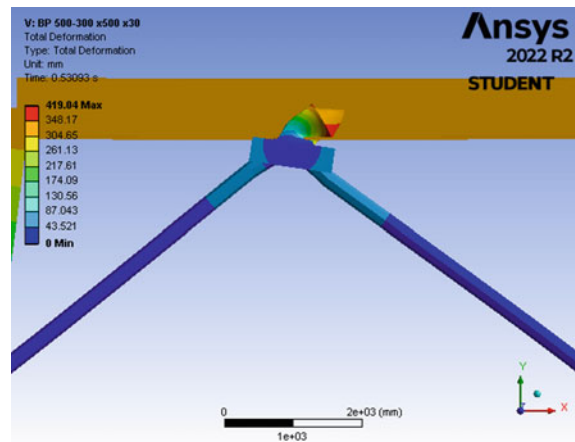 V: BP 500-300 x500 x30
Total Deformation
Type: Total Deformation
Unit: mm
Time: 0.53093 s
419.04 Max
348.17
304.65
261.13
217.61
174.09
130.56
87.043
43.521
0 Min
Ansys
2022 R2
STUDENT
Y
X
0
2e+03 (mm)
1e+03